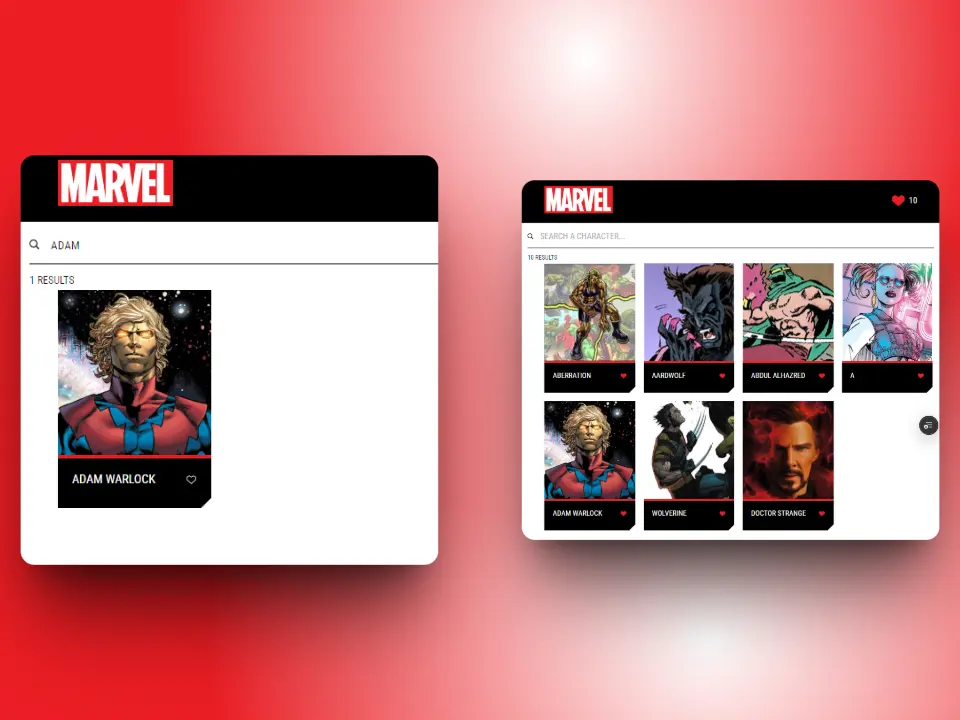 MARVEL
ADAM
1 RESULTS
ADAM WARLOCK
MARVEL
10
SEARCH A CHARACTER...
10 RESULTS
ABERRATION
AARDWOLF
ABDUL ALHAZRED
A
ADAM WARLOCK
WOLVERINE
DOCTOR STRANGE